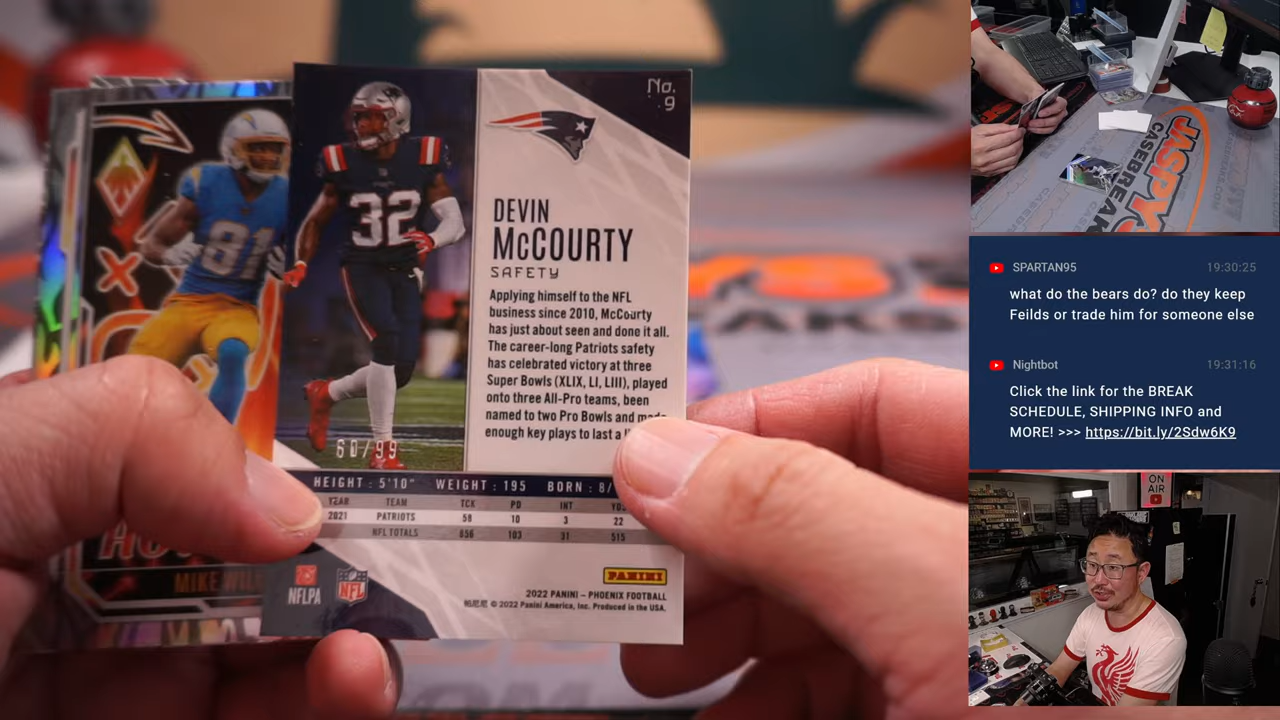 No.
9
DEVIN
McCOURTY
SAFETY
Applying himself to the NFL
business since 2010, McCourty
has just about seen and done it all.
The career-long Patriots safety
has celebrated victory at three
Super Bowls (XLIX, LI, LIII), played
onto three All-Pro teams, been
named to two Pro Bowls and made
enough key plays to last a
32
81
60/99
HEIGHT : 5'10" WEIGHT : 195 BORN : 8/
YEAR TEAM TCK PD INT
2021 PATRIOTS 58 10 3 22
NFL TOTALS 856 103 31 515
MIKE
NFLPA
NFL
PANINI
2022 PANINI – PHOENIX FOOTBALL
© 2022 Panini America, Inc. Produced in the USA.
JASPY'S
CASEBREAKS
SPARTAN95 19:30:25
what do the bears do? do they keep
Feilds or trade him for someone else
Nightbot 19:31:16
Click the link for the BREAK
SCHEDULE, SHIPPING INFO and
MORE! >>> https://bit.ly/2Sdw6K9
ON
AIR